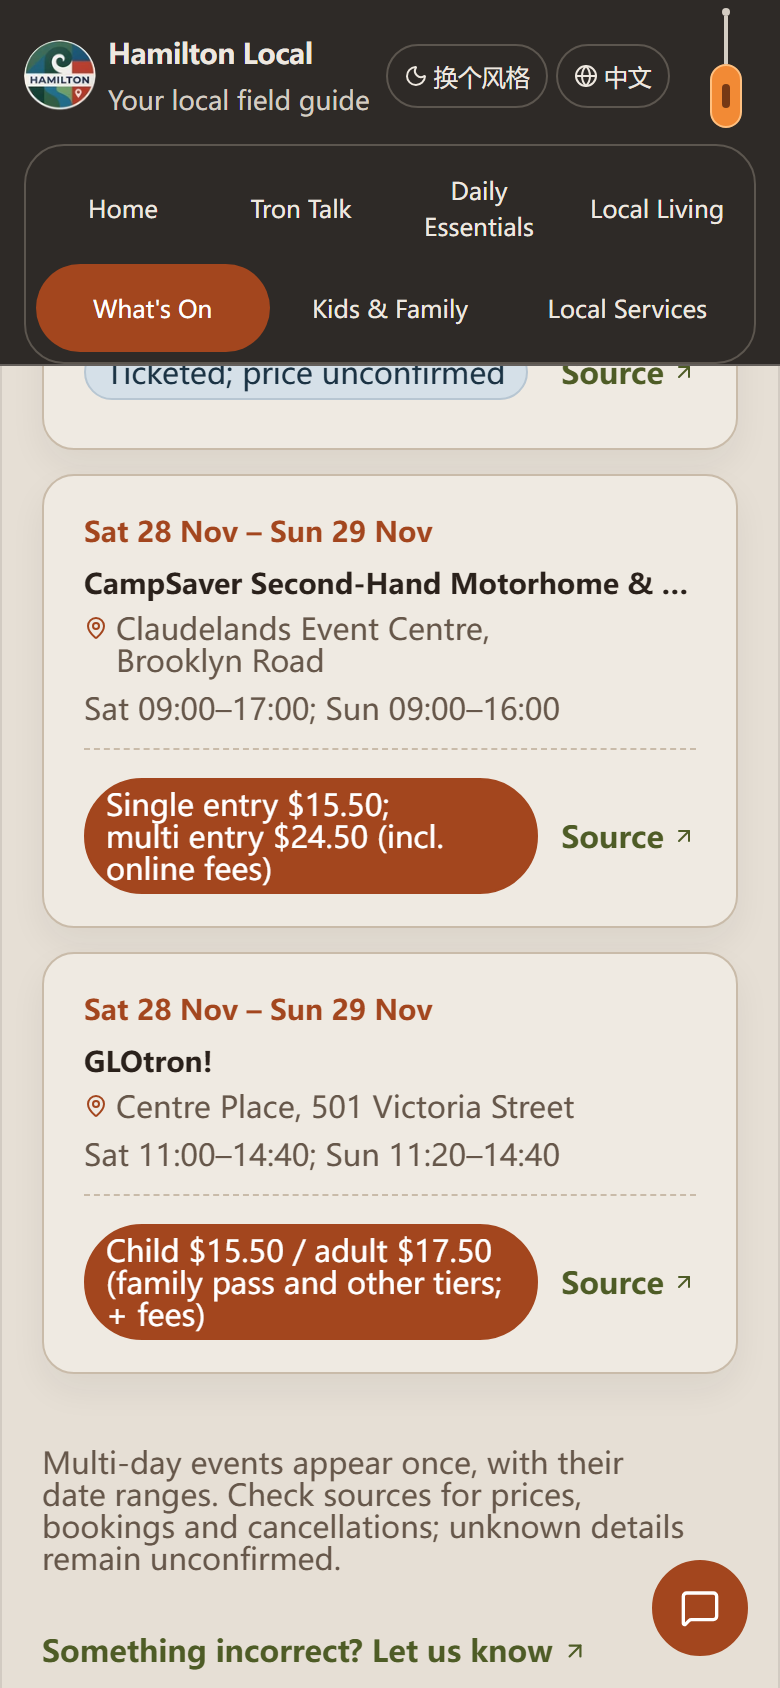 HAMILTON
Hamilton Local
Your local field guide
换个风格
中文
Home
Tron Talk
Daily
Essentials
Local Living
What's On
Kids & Family
Local Services
Ticketed; price unconfirmed
Source
Sat 28 Nov – Sun 29 Nov
CampSaver Second-Hand Motorhome & ...
Claudelands Event Centre,
Brooklyn Road
Sat 09:00–17:00; Sun 09:00–16:00
Single entry $15.50;
multi entry $24.50 (incl.
online fees)
Source
Sat 28 Nov – Sun 29 Nov
GLOtron!
Centre Place, 501 Victoria Street
Sat 11:00–14:40; Sun 11:20–14:40
Child $15.50 / adult $17.50
(family pass and other tiers;
+ fees)
Source
Multi-day events appear once, with their
date ranges. Check sources for prices,
bookings and cancellations; unknown details
remain unconfirmed.
Something incorrect? Let us know